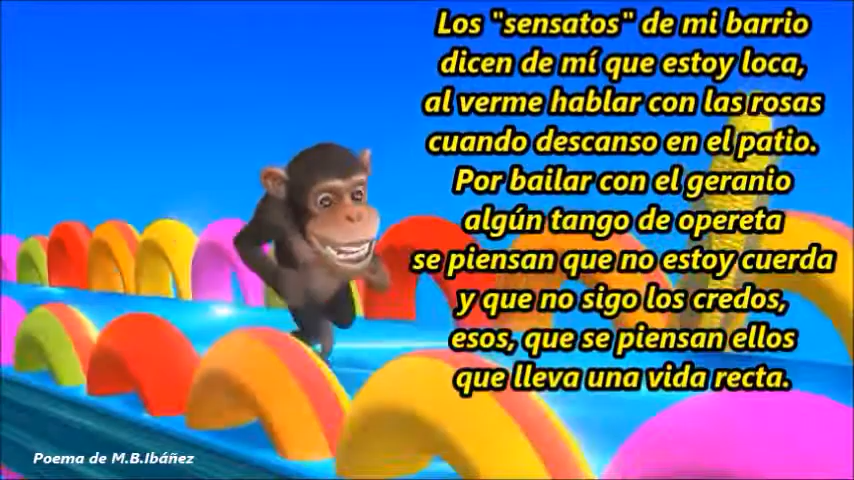 Los "sensatos" de mi barrio
dicen de mí que estoy loca,
al verme hablar con las rosas
cuando descanso en el patio.
Por bailar con el geranio
algún tango de opereta
se piensan que no estoy cuerda
y que no sigo los credos,
esos, que se piensan ellos
que lleva una vida recta.
Poema de M.B.Ibáñez